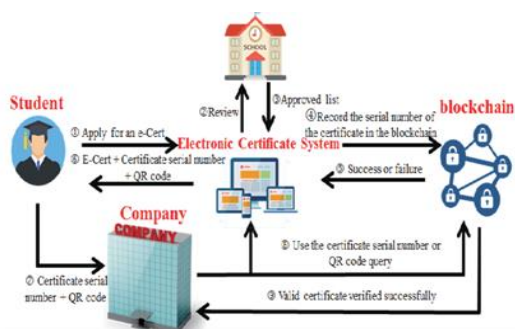 SCHOOL
Student
②Review
③Approved list
④Record the serial number of
the certificate in the blockchain
blockchain
① Apply for an e-Cert
Electronic Certificate System
⑥ E-Cert + Certificate serial number
+ QR code
⑤ Success or failure
Company
COMPANY
⑦ Certificate serial
number + QR code
⑧ Use the certificate serial number or
QR code query
⑨ Valid certificate verified successfully